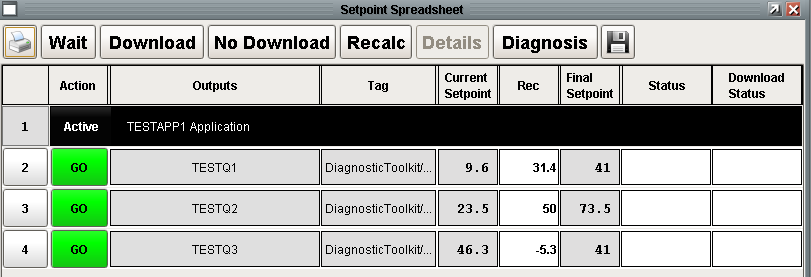 Setpoint Spreadsheet
Wait Download No Download Recalc Details Diagnosis
Action Outputs Tag Current Setpoint Rec Final Setpoint Status Download Status
1 Active TESTAPP1 Application
2 GO TESTQ1 DiagnosticToolkit/... 9.6 31.4 41
3 GO TESTQ2 DiagnosticToolkit/... 23.5 50 73.5
4 GO TESTQ3 DiagnosticToolkit/... 46.3 -5.3 41